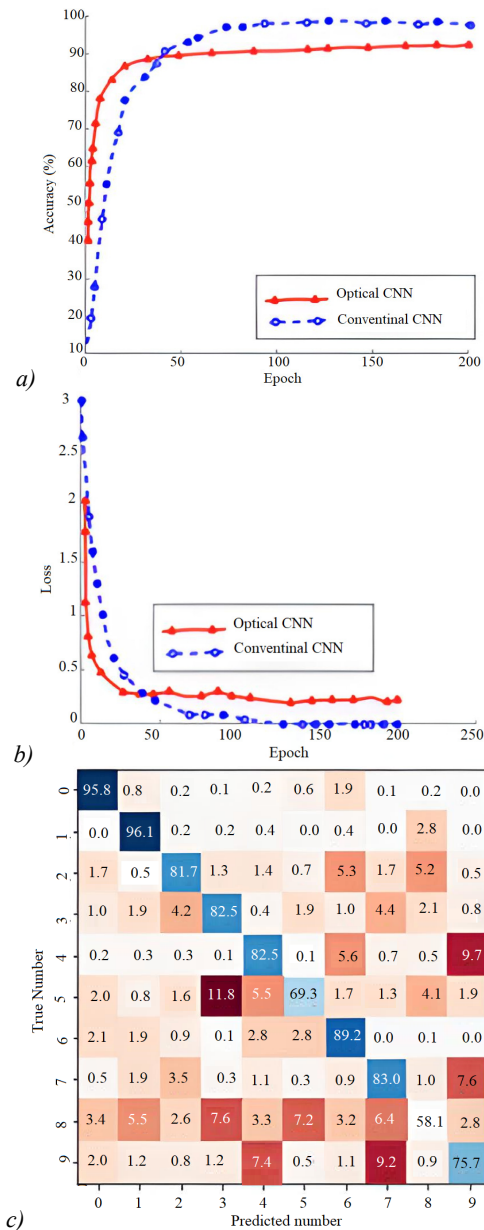 100
90
80
70
90
50
40
30
20
10
Accuracy (%)
Optical CNN
Conventinal CNN
0
50
100
150
200
Epoch
a)
3
2.5
2
1.5
1
0.5
0
Loss
Optical CNN
Conventinal CNN
50
100
150
200
Epoch
b)
0 95.8 0.8 0.2 0.1 0.2 0.6 1.9 0.1 0.2 0.0
1 0.0 96.1 0.2 0.2 0.4 0.0 0.4 0.0 2.8 0.0
2 1.7 0.5 81.7 1.3 1.4 0.7 5.3 1.7 5.2 0.5
3 1.0 1.9 4.2 82.5 0.4 1.9 1.0 4.4 2.1 0.8
4 0.2 0.3 0.3 0.1 82.5 0.1 5.6 0.7 0.5 9.7
5 2.0 0.8 1.6 11.8 5.5 69.3 1.7 1.3 4.1 1.9
6 2.1 1.9 0.9 0.1 2.8 2.8 89.2 0.0 0.1 0.0
7 0.5 1.9 3.5 0.3 1.1 0.3 0.9 83.0 1.0 7.6
8 3.4 5.5 2.6 7.6 3.3 7.2 3.2 6.4 58.1 2.8
9 2.0 1.2 0.8 1.2 7.4 0.5 1.1 9.2 0.9 75.7
True Number
0 1 2 3 4 5 6 7 8 9
Predicted number
c)